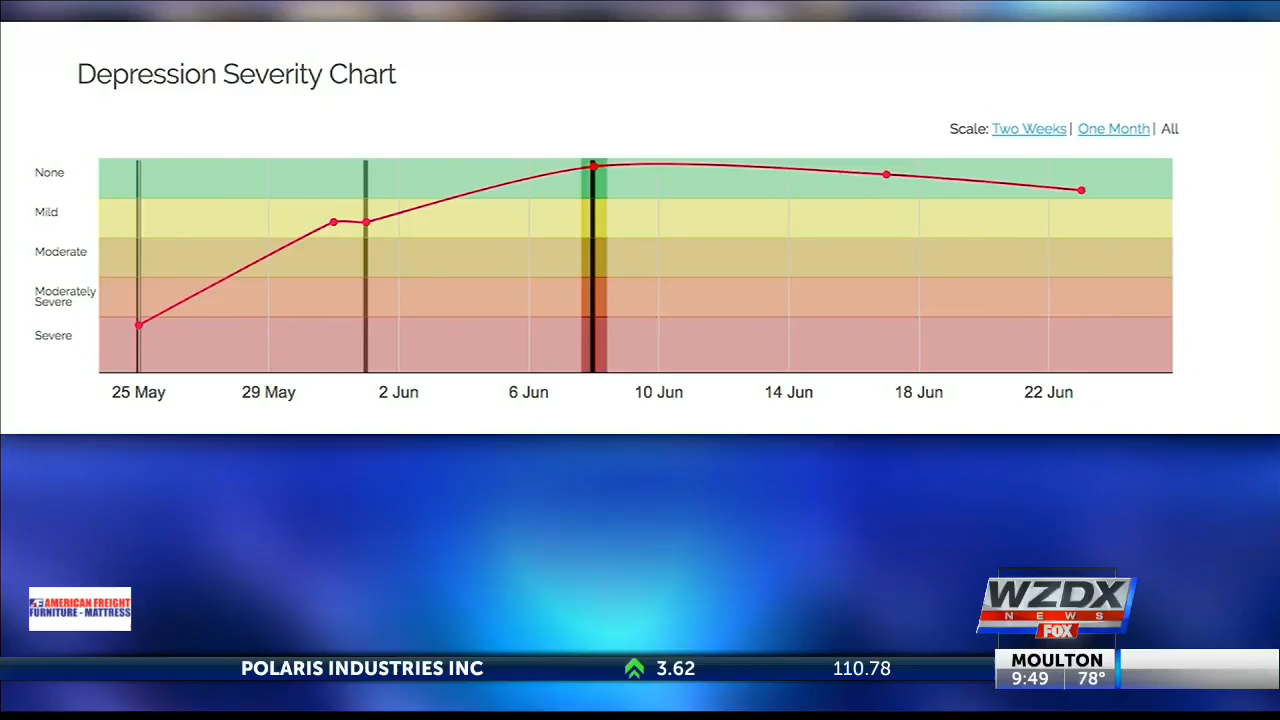 Depression Severity Chart
Scale: Two Weeks | One Month | All
None
Mild
Moderate
Moderately
Severe
Severe
25 May 29 May 2 Jun 6 Jun 10 Jun 14 Jun 18 Jun 22 Jun
AMERICAN FREIGHT
FURNITURE - MATTRESS
WZDX
NEWS
FOX
POLARIS INDUSTRIES INC 3.62 110.78
MOULTON
9:49 78°